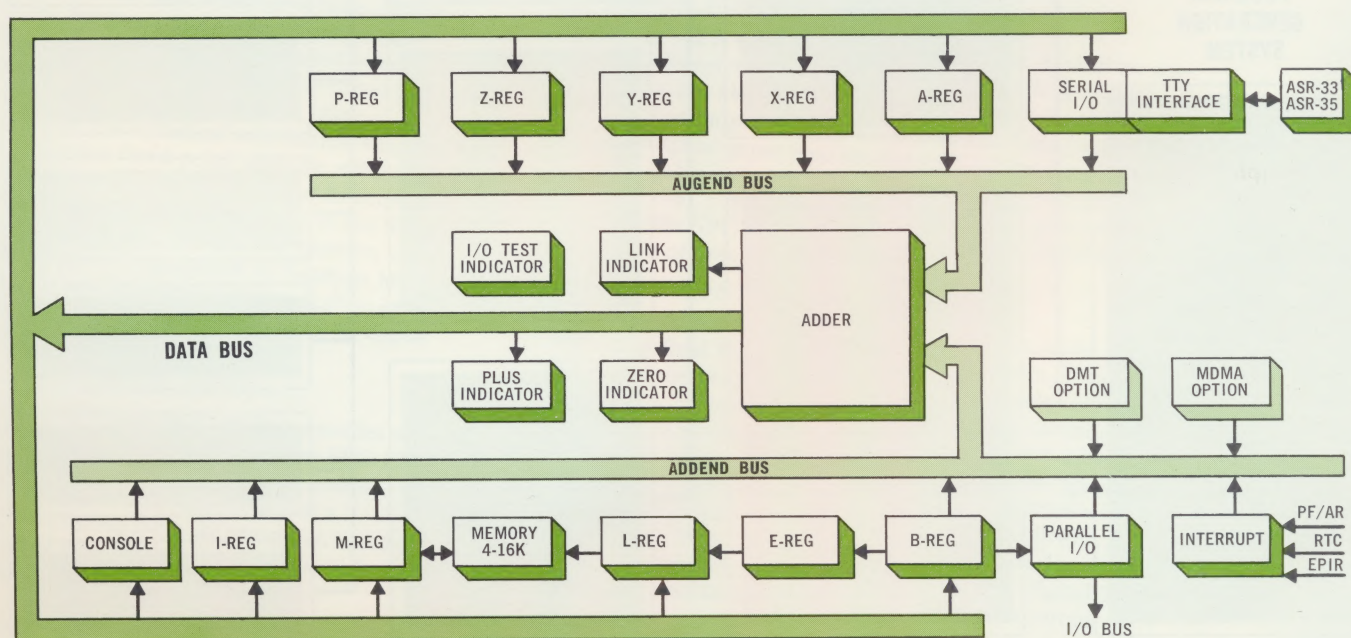 P-REG
Z-REG
Y-REG
X-REG
A-REG
SERIAL
I/O
TTY
INTERFACE
ASR-33
ASR-35
AUGEND BUS
I/O TEST
INDICATOR
LINK
INDICATOR
ADDER
DATA BUS
PLUS
INDICATOR
ZERO
INDICATOR
DMT
OPTION
MDMA
OPTION
ADDEND BUS
CONSOLE
I-REG
M-REG
MEMORY
4-16K
L-REG
E-REG
B-REG
PARALLEL
I/O
INTERRUPT
PF/AR
RTC
EPIR
I/O BUS